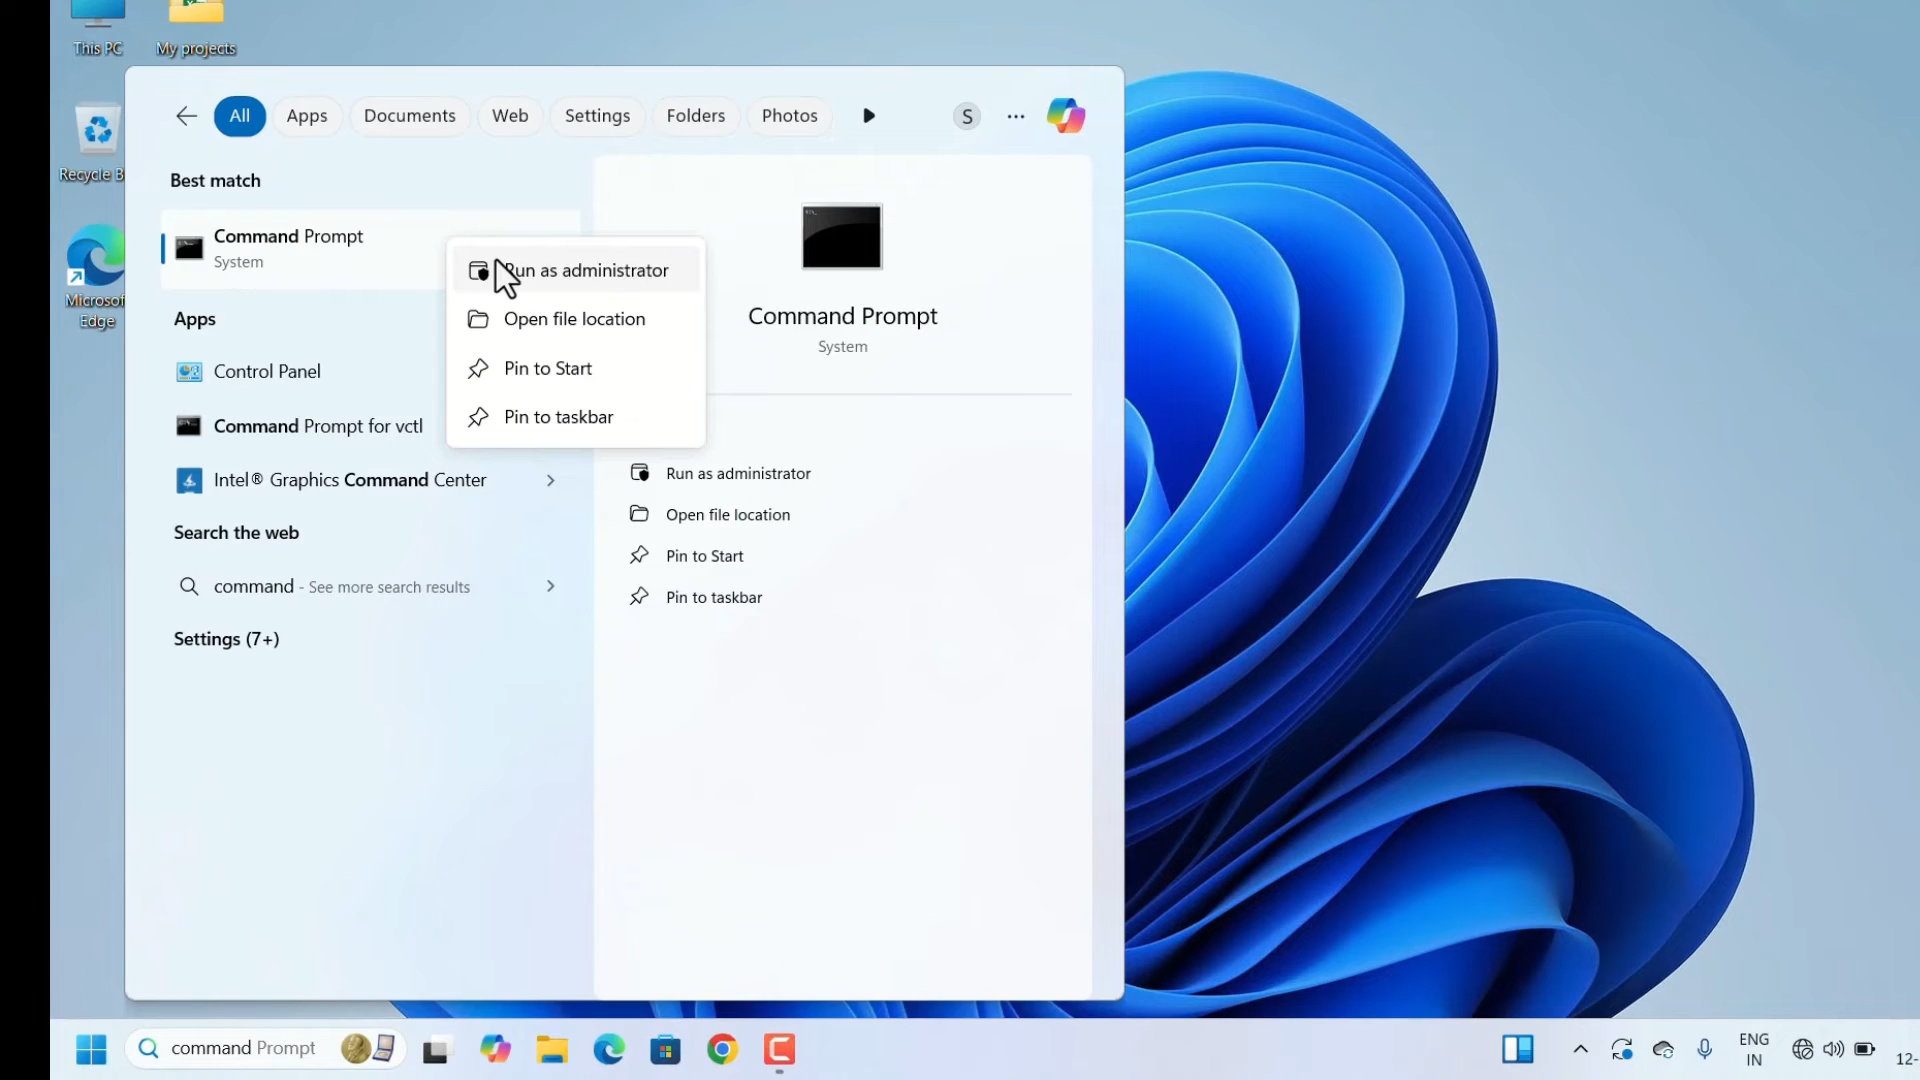 This PC
My projects
Recycle B
Microsof
Edge
All
Apps
Documents
Web
Settings
Folders
Photos
S
Best match
Command Prompt
System
Apps
Control Panel
Command Prompt for vctl
Intel® Graphics Command Center
Search the web
command - See more search results
Settings (7+)
Run as administrator
Open file location
Pin to Start
Pin to taskbar
Command Prompt
System
Run as administrator
Open file location
Pin to Start
Pin to taskbar
command Prompt
ENG
IN
12-